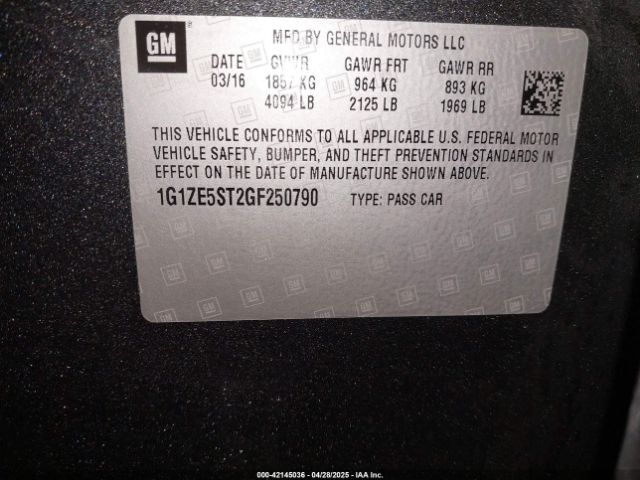 GM
MFD BY GENERAL MOTORS LLC
DATE GVWR GAWR FRT GAWR RR
03/16 1857 KG 964 KG 893 KG
4094 LB 2125 LB 1969 LB
THIS VEHICLE CONFORMS TO ALL APPLICABLE U.S. FEDERAL MOTOR
VEHICLE SAFETY, BUMPER, AND THEFT PREVENTION STANDARDS IN
EFFECT ON THE DATE OF MANUFACTURE SHOWN ABOVE.
1G1ZE5ST2GF250790 TYPE: PASS CAR
000-42145036 - 04/28/2025 - IAA Inc.